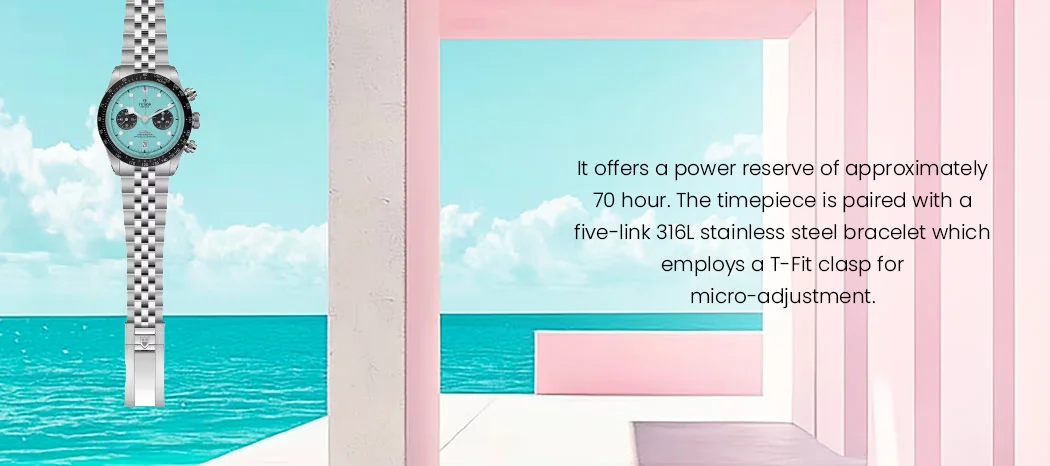 It offers a power reserve of approximately
70 hour. The timepiece is paired with a
five-link 316L stainless steel bracelet which
employs a T-Fit clasp for
micro-adjustment.